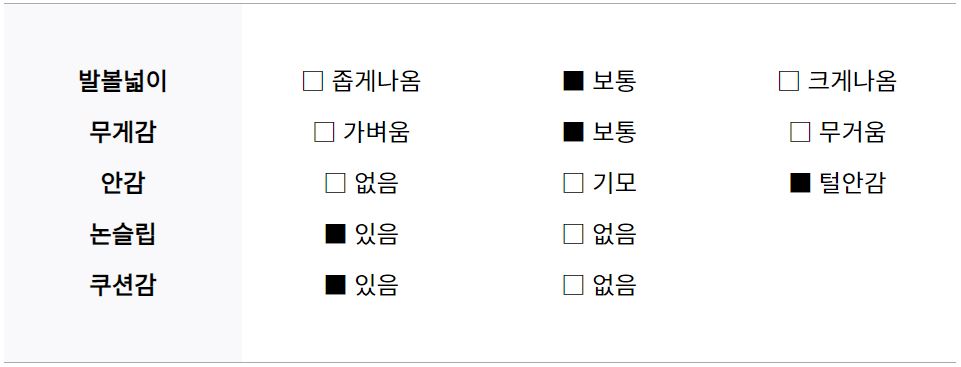 발볼넓이 □ 좁게나옴 ■ 보통 □ 크게나옴
무게감 □ 가벼움 ■ 보통 □ 무거움
안감 □ 없음 □ 기모 ■ 털안감
논슬립 ■ 있음 □ 없음
쿠션감 ■ 있음 □ 없음